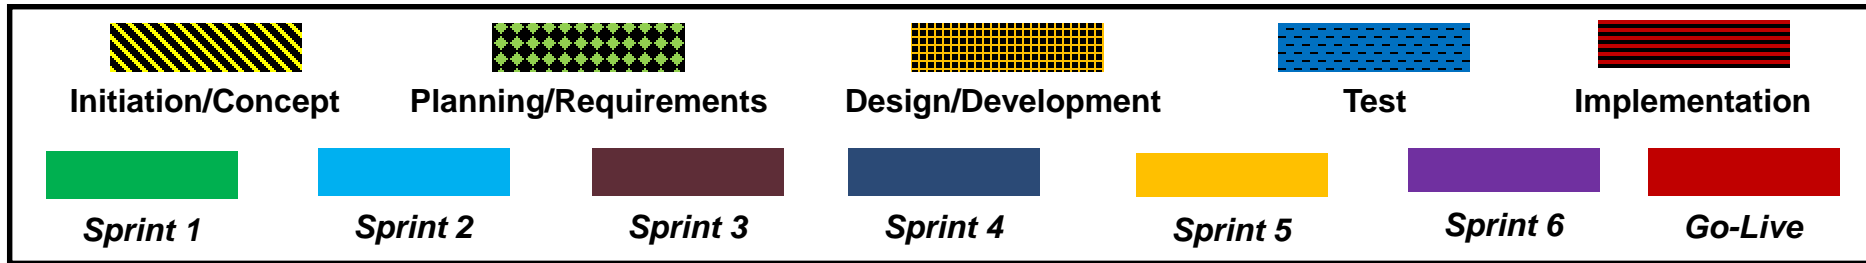 Initiation/Concept Planning/Requirements Design/Development Test Implementation
Sprint 1 Sprint 2 Sprint 3 Sprint 4 Sprint 5 Sprint 6 Go-Live